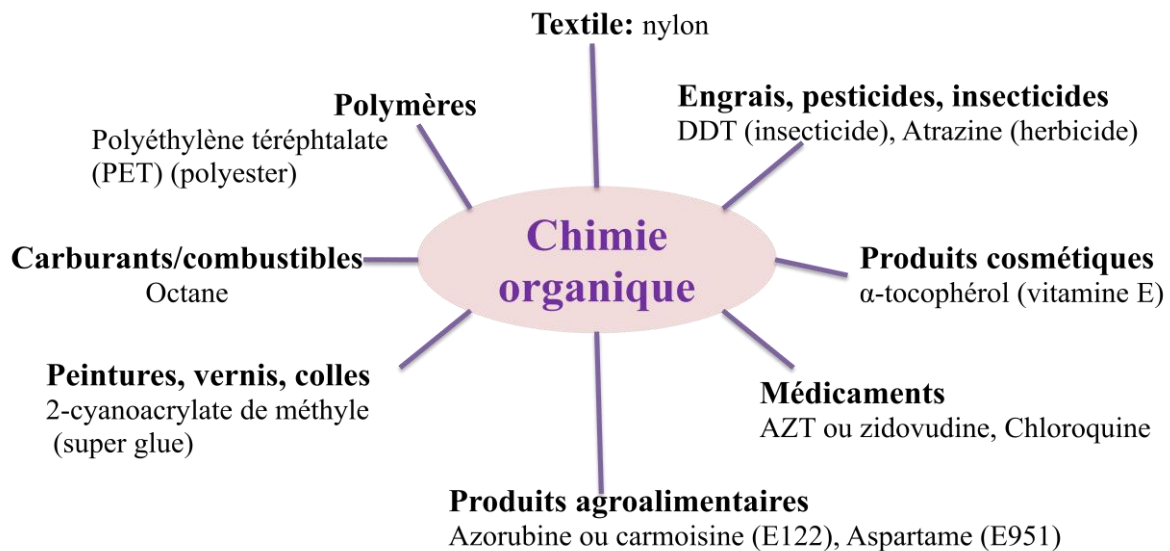 Textile: nylon
Polymères
Polyéthylène téréphtalate
(PET) (polyester)
Engrais, pesticides, insecticides
DDT (insecticide), Atrazine (herbicide)
Chimie
organique
Carburants/combustibles
Octane
Produits cosmétiques
α-tocophérol (vitamine E)
Peintures, vernis, colles
2-cyanoacrylate de méthyle
(super glue)
Médicaments
AZT ou zidovudine, Chloroquine
Produits agroalimentaires
Azorubine ou carmoisine (E122), Aspartame (E951)